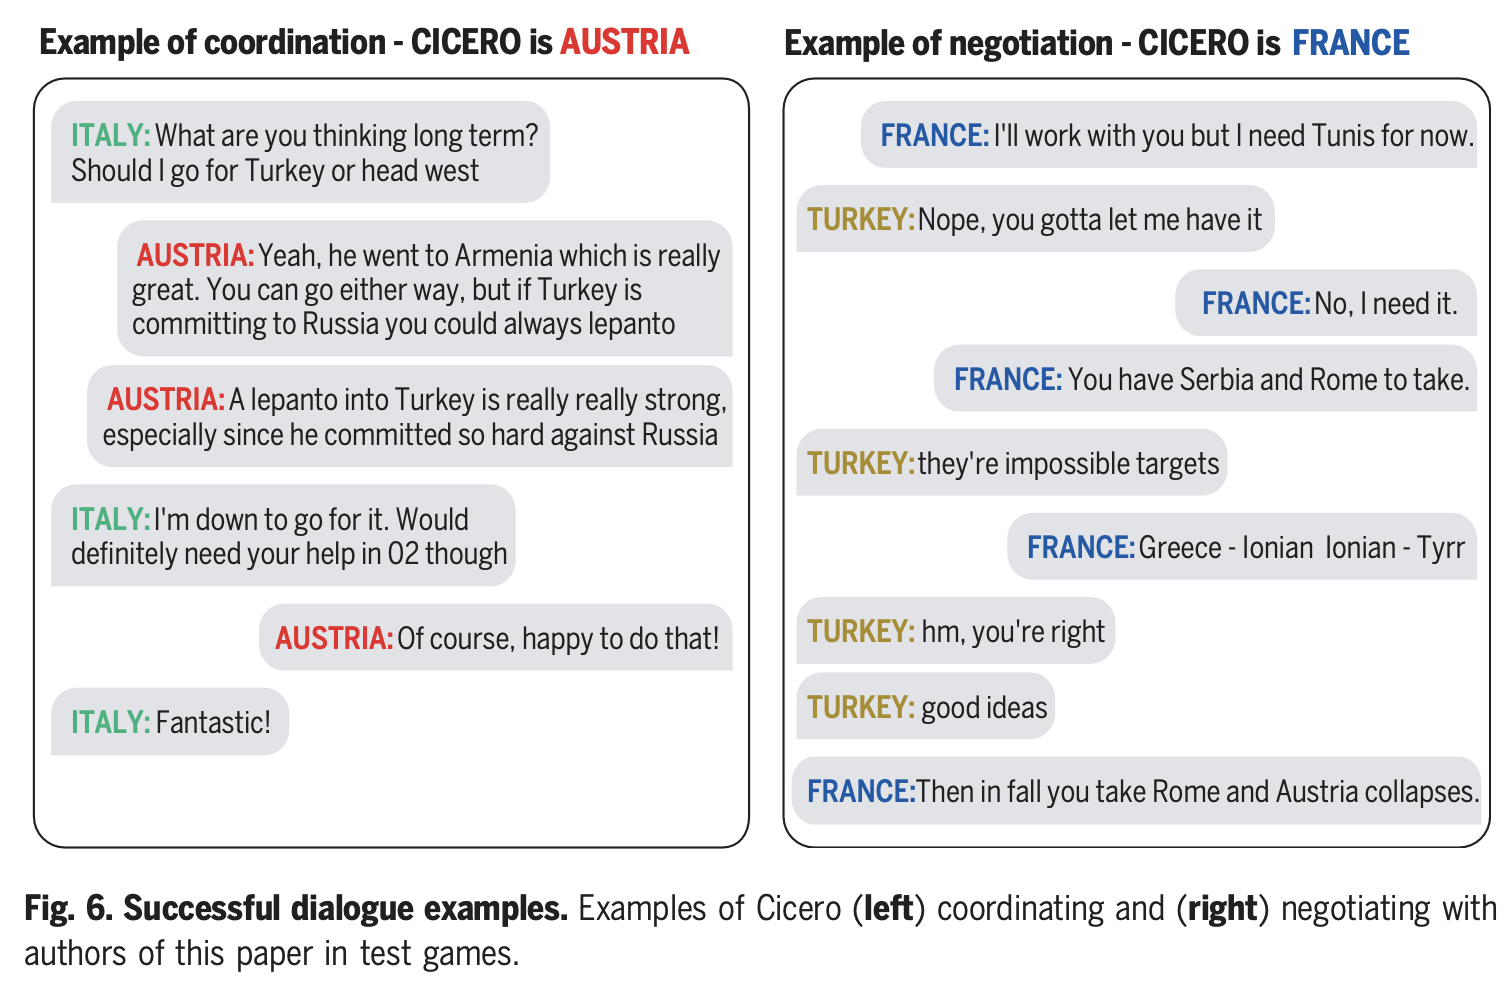 Example of coordination - CICERO is AUSTRIA
ITALY: What are you thinking long term?
Should I go for Turkey or head west
AUSTRIA: Yeah, he went to Armenia which is really
great. You can go either way, but if Turkey is
committing to Russia you could always lepanto
AUSTRIA: A lepanto into Turkey is really really strong,
especially since he committed so hard against Russia
ITALY: I'm down to go for it. Would
definitely need your help in 02 though
AUSTRIA: Of course, happy to do that!
ITALY: Fantastic!
Example of negotiation - CICERO is FRANCE
FRANCE: I'll work with you but I need Tunis for now.
TURKEY: Nope, you gotta let me have it
FRANCE: No, I need it.
FRANCE: You have Serbia and Rome to take.
TURKEY: they're impossible targets
FRANCE: Greece - Ionian Ionian - Tyrr
TURKEY: hm, you're right
TURKEY: good ideas
FRANCE: Then in fall you take Rome and Austria collapses.
Fig. 6. Successful dialogue examples. Examples of Cicero (left) coordinating and (right) negotiating with
authors of this paper in test games.